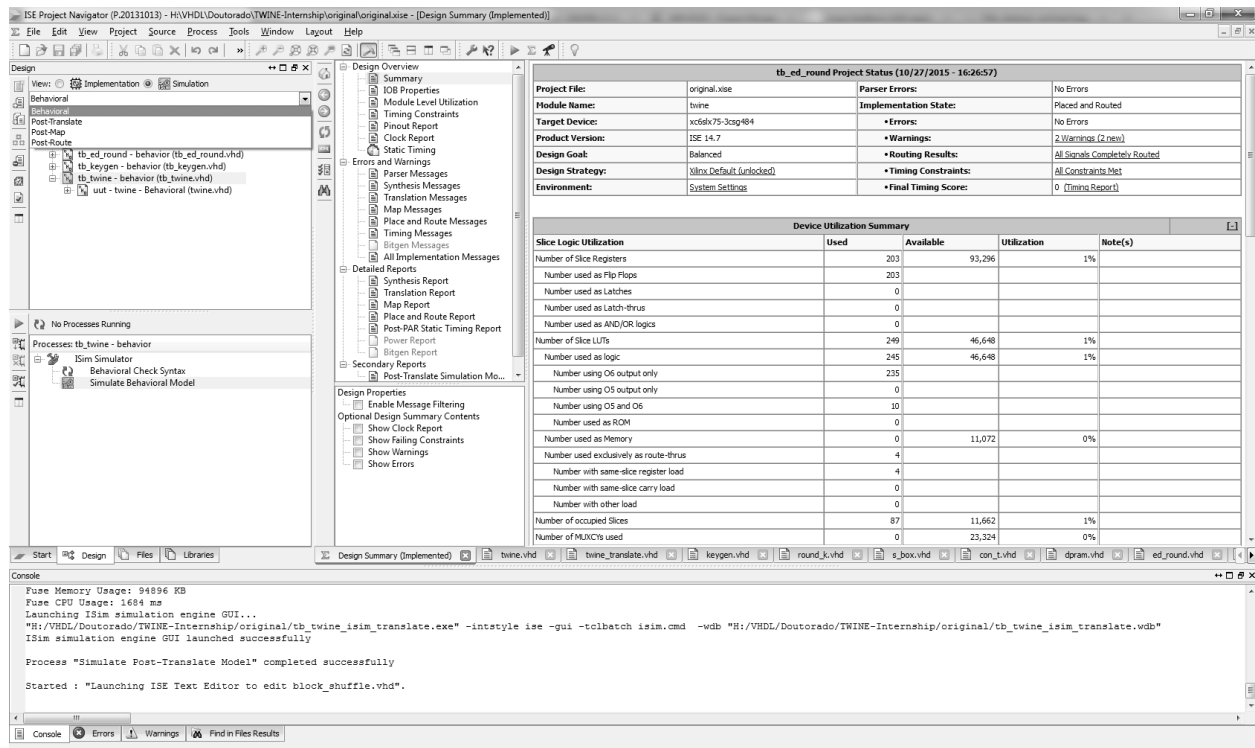 ISE Project Navigator (P.20131013) - H:\VHDL\Doutorado\TWINE-Internship\original\original.xise - [Design Summary (Implemented)]
File Edit View Project Source Process Tools Window Layout Help
Design
View: Implementation Simulation
Behavioral
Behavioral
Post-Translate
Post-Map
Post-Route
tb_ed_round - behavior (tb_ed_round.vhd)
tb_keygen - behavior (tb_keygen.vhd)
tb_twine - behavior (tb_twine.vhd)
uut - twine - Behavioral (twine.vhd)
No Processes Running
Processes: tb_twine - behavior
ISim Simulator
Behavioral Check Syntax
Simulate Behavioral Model
Start Design Files Libraries
Design Overview
Summary
IOB Properties
Module Level Utilization
Timing Constraints
Pinout Report
Clock Report
Static Timing
Errors and Warnings
Parser Messages
Synthesis Messages
Translation Messages
Map Messages
Place and Route Messages
Timing Messages
Bitgen Messages
All Implementation Messages
Detailed Reports
Synthesis Report
Translation Report
Map Report
Place and Route Report
Post-PAR Static Timing Report
Power Report
Bitgen Report
Secondary Reports
Post-Translate Simulation Mo...
Design Properties
Enable Message Filtering
Optional Design Summary Contents
Show Clock Report
Show Failing Constraints
Show Warnings
Show Errors
tb_ed_round Project Status (10/27/2015 - 16:26:57)
Project File: original.xise Parser Errors: No Errors
Module Name: twine Implementation State: Placed and Routed
Target Device: xc6slx75-3csg484 •Errors: No Errors
Product Version: ISE 14.7 •Warnings: 2 Warnings (2 new)
Design Goal: Balanced •Routing Results: All Signals Completely Routed
Design Strategy: Xilinx Default (unlocked) •Timing Constraints: All Constraints Met
Environment: System Settings •Final Timing Score: 0 (Timing Report)
Device Utilization Summary [-]
Slice Logic Utilization Used Available Utilization Note(s)
Number of Slice Registers 203 93,296 1%
Number used as Flip Flops 203
Number used as Latches 0
Number used as Latch-thrus 0
Number used as AND/OR logics 0
Number of Slice LUTs 249 46,648 1%
Number used as logic 245 46,648 1%
Number using O6 output only 235
Number using O5 output only 0
Number using O5 and O6 10
Number used as ROM 0
Number used as Memory 0 11,072 0%
Number used exclusively as route-thrus 4
Number with same-slice register load 4
Number with same-slice carry load 0
Number with other load 0
Number of occupied Slices 87 11,662 1%
Number of MUXCYs used 0 23,324 0%
Design Summary (Implemented) twine.vhd twine_translate.vhd keygen.vhd round_k.vhd s_box.vhd con_t.vhd dpram.vhd ed_round.vhd
Console
Fuse Memory Usage: 94896 KB
Fuse CPU Usage: 1684 ms
Launching ISim simulation engine GUI...
"H:/VHDL/Doutorado/TWINE-Internship/original/tb_twine_isim_translate.exe" -intstyle ise -gui -tclbatch isim.cmd -wdb "H:/VHDL/Doutorado/TWINE-Internship/original/tb_twine_isim_translate.wdb"
ISim simulation engine GUI launched successfully
Process "Simulate Post-Translate Model" completed successfully
Started : "Launching ISE Text Editor to edit block_shuffle.vhd".
Console Errors Warnings Find in Files Results